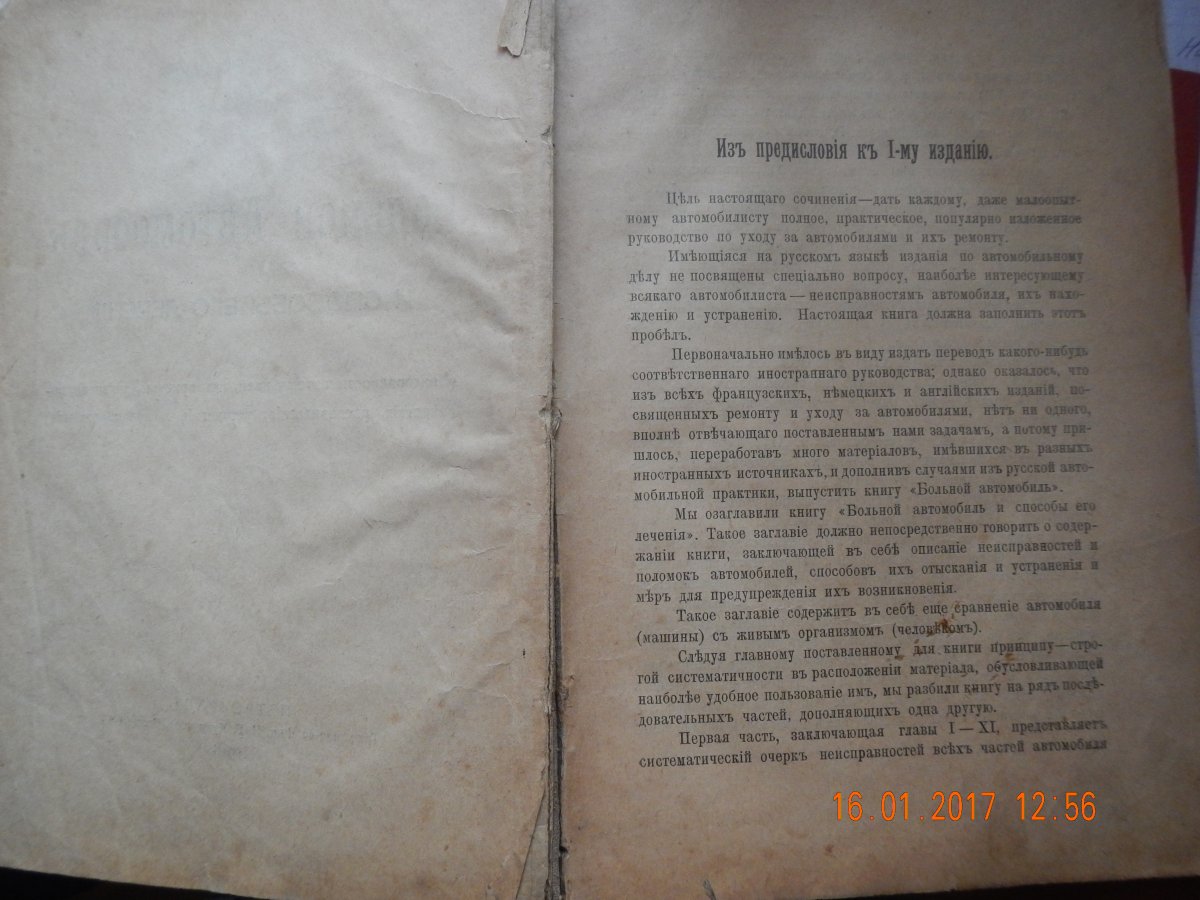 Изъ предисловія къ I-му изданію.
Цѣль настоящаго сочиненія—дать каждому, даже малоопыт-
ному автомобилисту полное, практическое, популярно изложенное
руководство по уходу за автомобилями и ихъ ремонту.
Имѣющіяся на русскомъ языкѣ изданія по автомобильному
дѣлу не посвящены спеціально вопросу, наиболѣе интересующему
всякаго автомобилиста — неисправностямъ автомобиля, ихъ нахо-
жденію и устраненію. Настоящая книга должна заполнить этотъ
пробѣлъ.
Первоначально имѣлось въ виду издать переводъ какого-нибудь
соотвѣтственнаго иностраннаго руководства; однако оказалось, что
изъ всѣхъ французскихъ, нѣмецкихъ и англійскихъ изданій, по-
священныхъ ремонту и уходу за автомобилями, нѣтъ ни одного,
вполнѣ отвѣчающаго поставленнымъ нами задачамъ, а потому при-
шлось, переработавъ много матеріаловъ, имѣвшихся въ разныхъ
иностранныхъ источникахъ, и дополнивъ случаями изъ русской авто-
мобильной практики, выпустить книгу «Больной автомобиль».
Мы озаглавили книгу «Больной автомобиль и способы его
леченія». Такое заглавіе должно непосредственно говорить о содер-
жаніи книги, заключающей въ себѣ описаніе неисправностей и
поломокъ автомобилей, способовъ ихъ отысканія и устраненія и
мѣръ для предупрежденія ихъ возникновенія.
Такое заглавіе содержитъ въ себѣ еще сравненіе автомобиля
(машины) съ живымъ организмомъ (человѣкомъ).
Слѣдуя главному поставленному для книги принципу—стро-
гой систематичности въ расположеніи матеріала, обусловливающей
наиболѣе удобное пользованіе имъ, мы разбили книгу на рядъ послѣ-
довательныхъ частей, дополняющихъ одна другую.
Первая часть, заключающая главы I — XI, представляетъ
систематическій очеркъ неисправностей всѣхъ частей автомобиля
16.01.2017 12:56